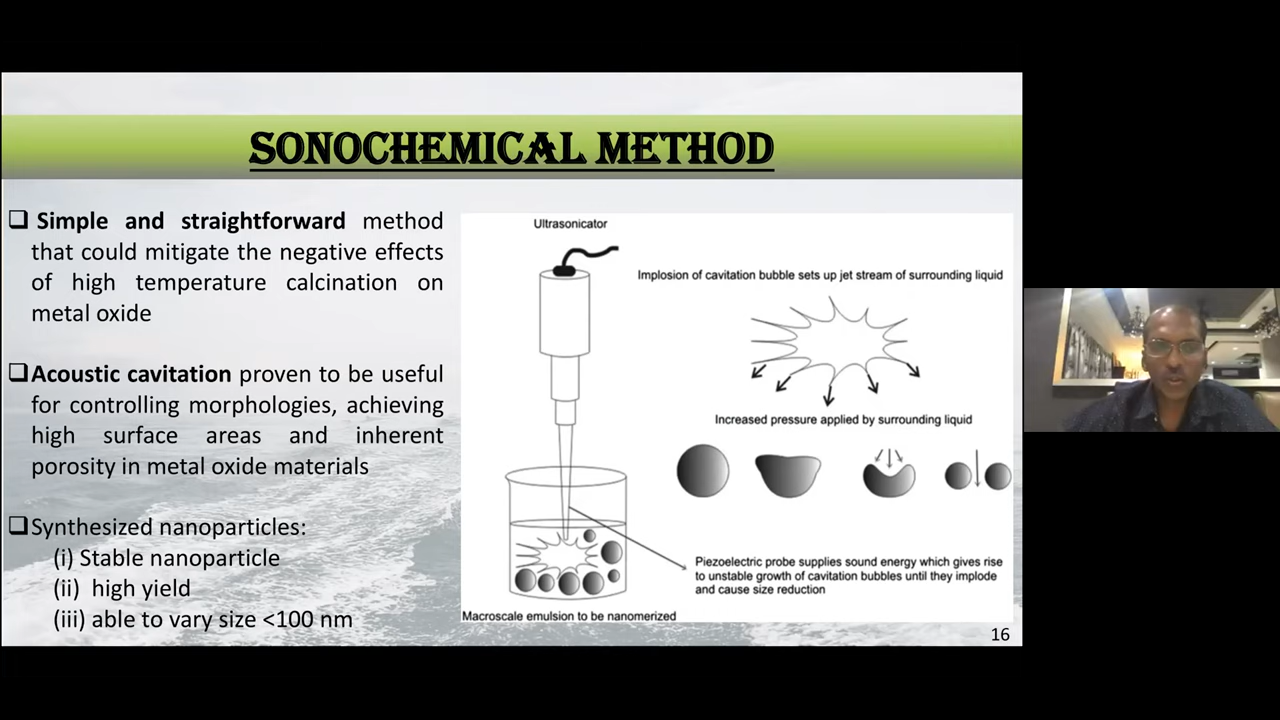 SONOCHEMICAL METHOD
❑ Simple and straightforward method
that could mitigate the negative effects
of high temperature calcination on
metal oxide
❑Acoustic cavitation proven to be useful
for controlling morphologies, achieving
high surface areas and inherent
porosity in metal oxide materials
❑Synthesized nanoparticles:
(i) Stable nanoparticle
(ii) high yield
(iii) able to vary size <100 nm
Ultrasonicator
Implosion of cavitation bubble sets up jet stream of surrounding liquid
Increased pressure applied by surrounding liquid
Piezoelectric probe supplies sound energy which gives rise
to unstable growth of cavitation bubbles until they implode
and cause size reduction
Macroscale emulsion to be nanomerized
16